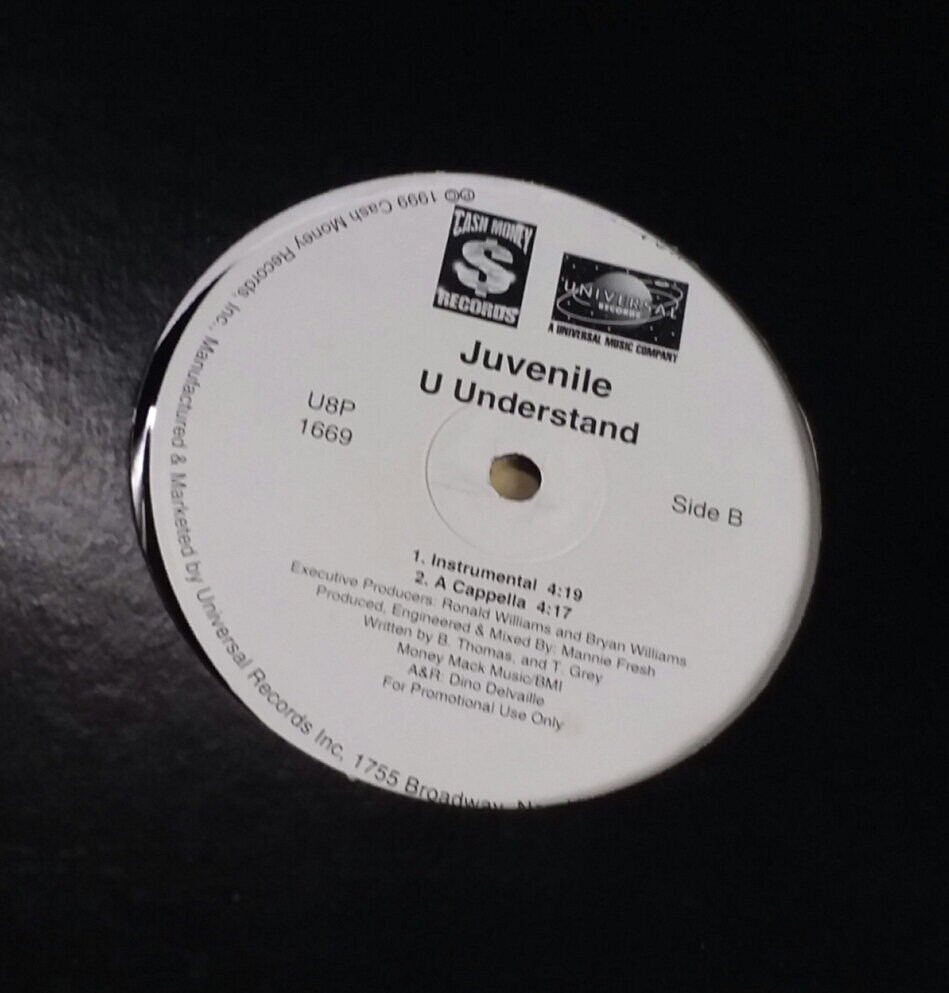 CASH MONEY
$
RECORDS
UNIVERSAL
RECORDS
A UNIVERSAL MUSIC COMPANY
Juvenile
U Understand
U8P
1669
Side B
1. Instrumental 4:19
2. A Cappella 4:17
Executive Producers: Ronald Williams and Bryan Williams
Produced, Engineered & Mixed By: Mannie Fresh
Written by B. Thomas, and T. Grey
Money Mack Music/BMI
A&R: Dino Delvaille
For Promotional Use Only
℗© 1999 Cash Money Records, Inc., Manufactured & Marketed by Universal Records Inc, 1755 Broadway,